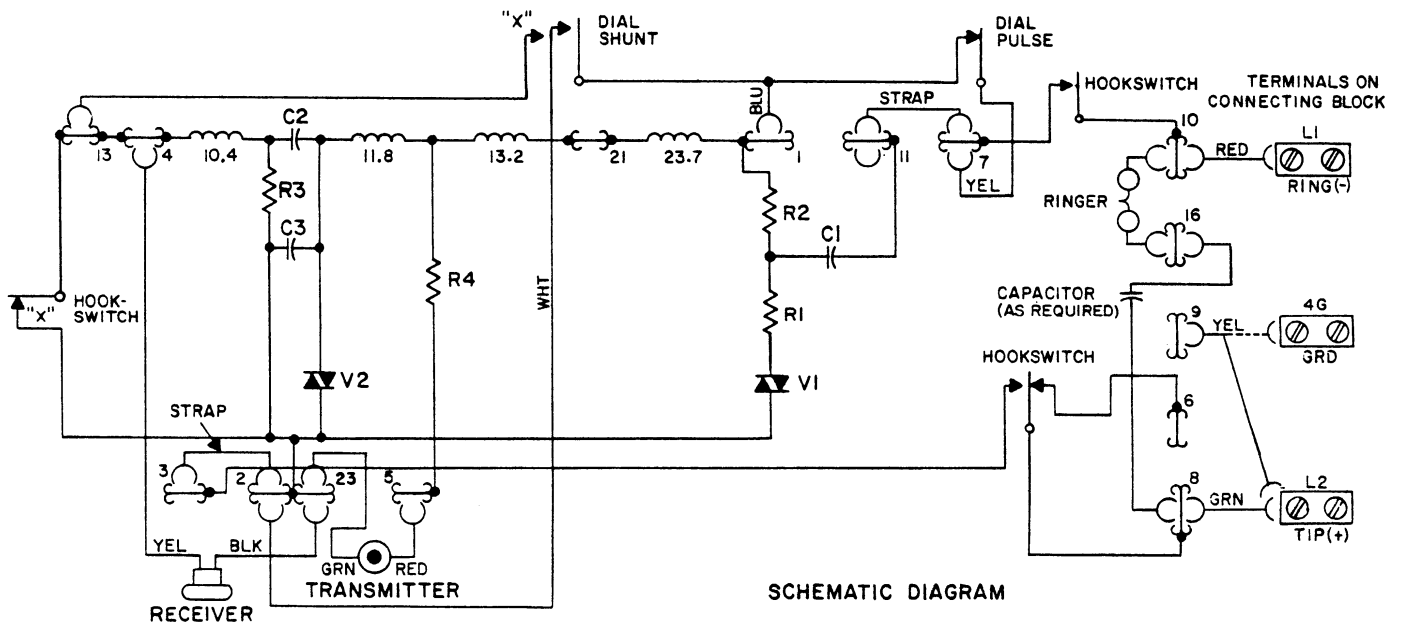 "X"
DIAL
SHUNT
DIAL
PULSE
HOOKSWITCH
TERMINALS ON
CONNECTING BLOCK
C2
BLU
STRAP
10
L1
13
4
10.4
11.8
13.2
21
23.7
1
11
7
RED
RING(-)
R3
YEL
R2
RINGER
C3
C1
16
R4
WHT
"X"
HOOK-
SWITCH
R1
CAPACITOR
(AS REQUIRED)
9
YEL
4G
GRD
HOOKSWITCH
V2
V1
6
STRAP
3
2
23
5
8
L2
GRN
TIP(+)
YEL
BLK
GRN
RED
TRANSMITTER
RECEIVER
SCHEMATIC DIAGRAM